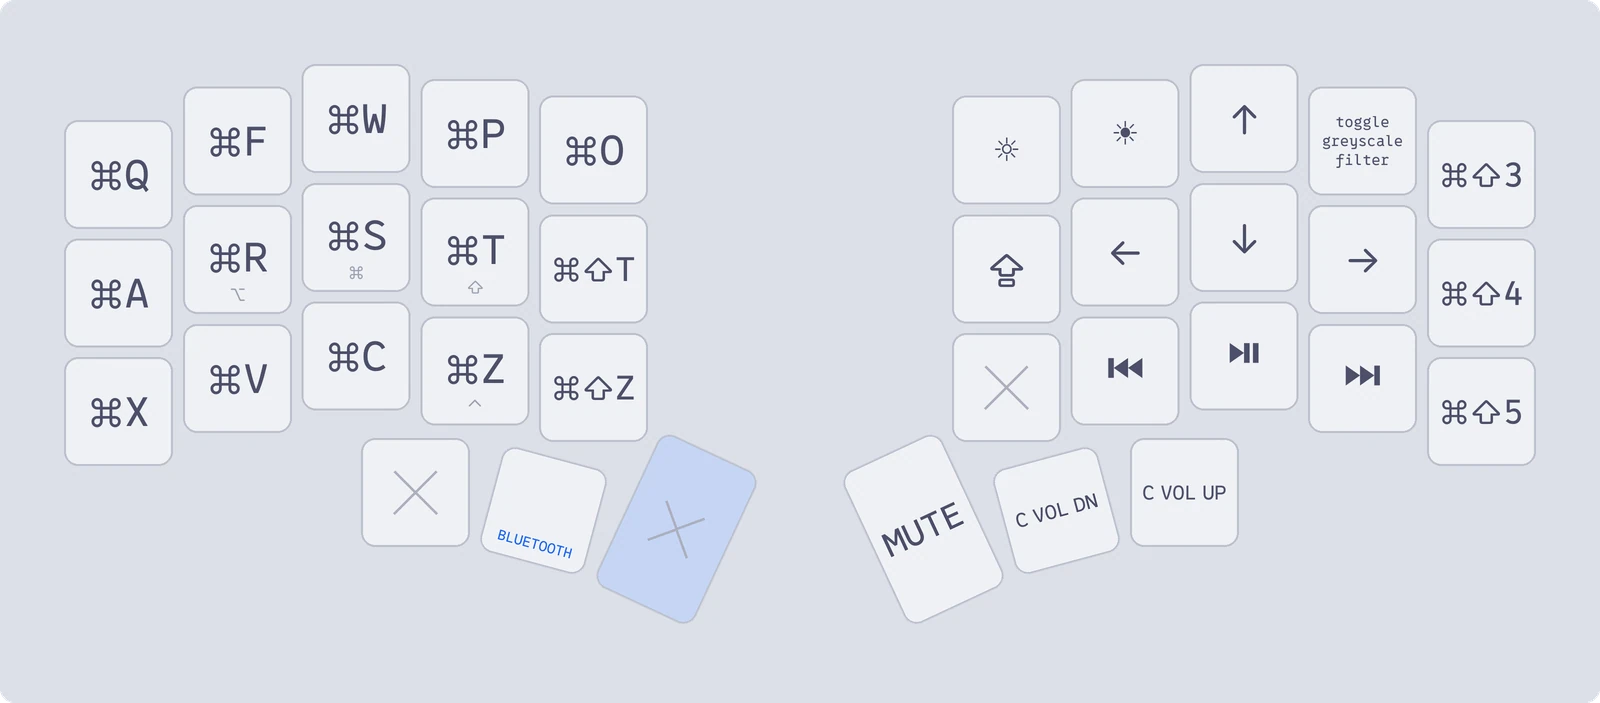 ⌘Q
⌘F
⌘W
⌘P
⌘O
☼
☀
↑
toggle
greyscale
filter
⌘⇧3
⌘A
⌘R
⌥
⌘S
⌘
⌘T
⇧
⌘⇧T
⇪
←
↓
→
⌘⇧4
⌘X
⌘V
⌘C
⌘Z
^
⌘⇧Z
⏮
⏯
⏭
⌘⇧5
BLUETOOTH
MUTE
C VOL DN
C VOL UP